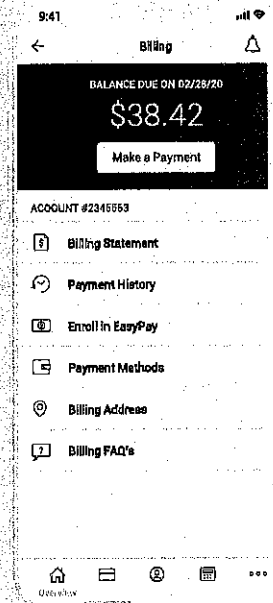 9:41
Billing
BALANCE DUE ON 02/28/20
$38.42
Make a Payment
ACCOUNT #2345553
Billing Statement
Payment History
Enroll in EasyPay
Payment Methods
Billing Address
Billing FAQ's
Overview